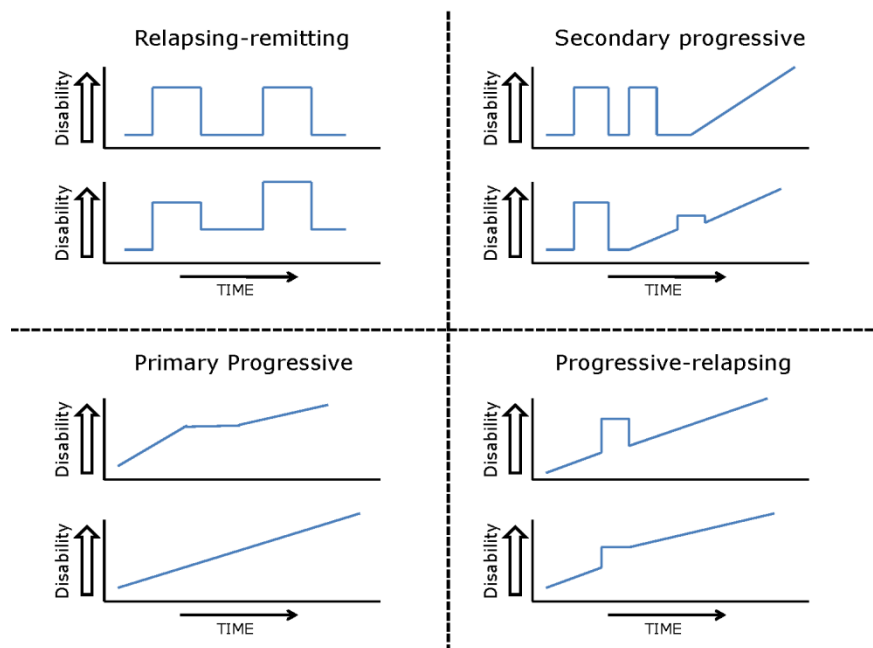 Relapsing-remitting
Disability
Disability
TIME
Secondary progressive
Disability
Disability
TIME
Primary Progressive
Disability
Disability
TIME
Progressive-relapsing
Disability
Disability
TIME